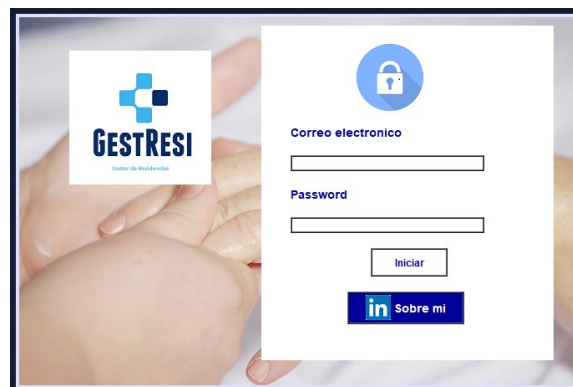 GESTRESI
Gestor de Residencias
Correo electronico
Password
Iniciar
in Sobre mi